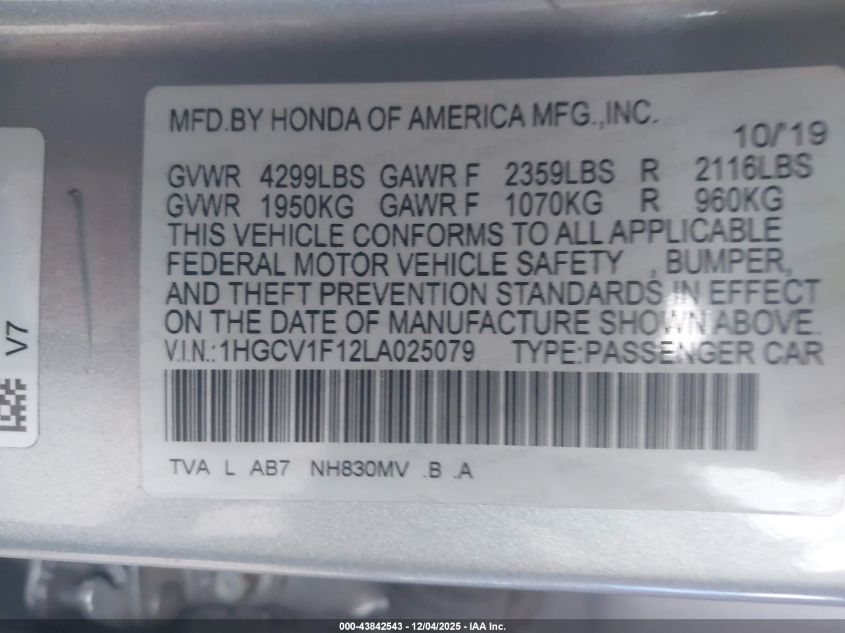 MFD.BY HONDA OF AMERICA MFG.,INC.
10/'19
GVWR 4299LBS GAWR F 2359LBS R 2116LBS
GVWR 1950KG GAWR F 1070KG R 960KG
THIS VEHICLE CONFORMS TO ALL APPLICABLE
FEDERAL MOTOR VEHICLE SAFETY , BUMPER,
AND THEFT PREVENTION STANDARDS IN EFFECT
ON THE DATE OF MANUFACTURE SHOWN ABOVE.
V.I.N.:1HGCV1F12LA025079 TYPE:PASSENGER CAR
TVA L AB7 NH830MV .B .A
V7
000-43842543 - 12/04/2025 - IAA Inc.